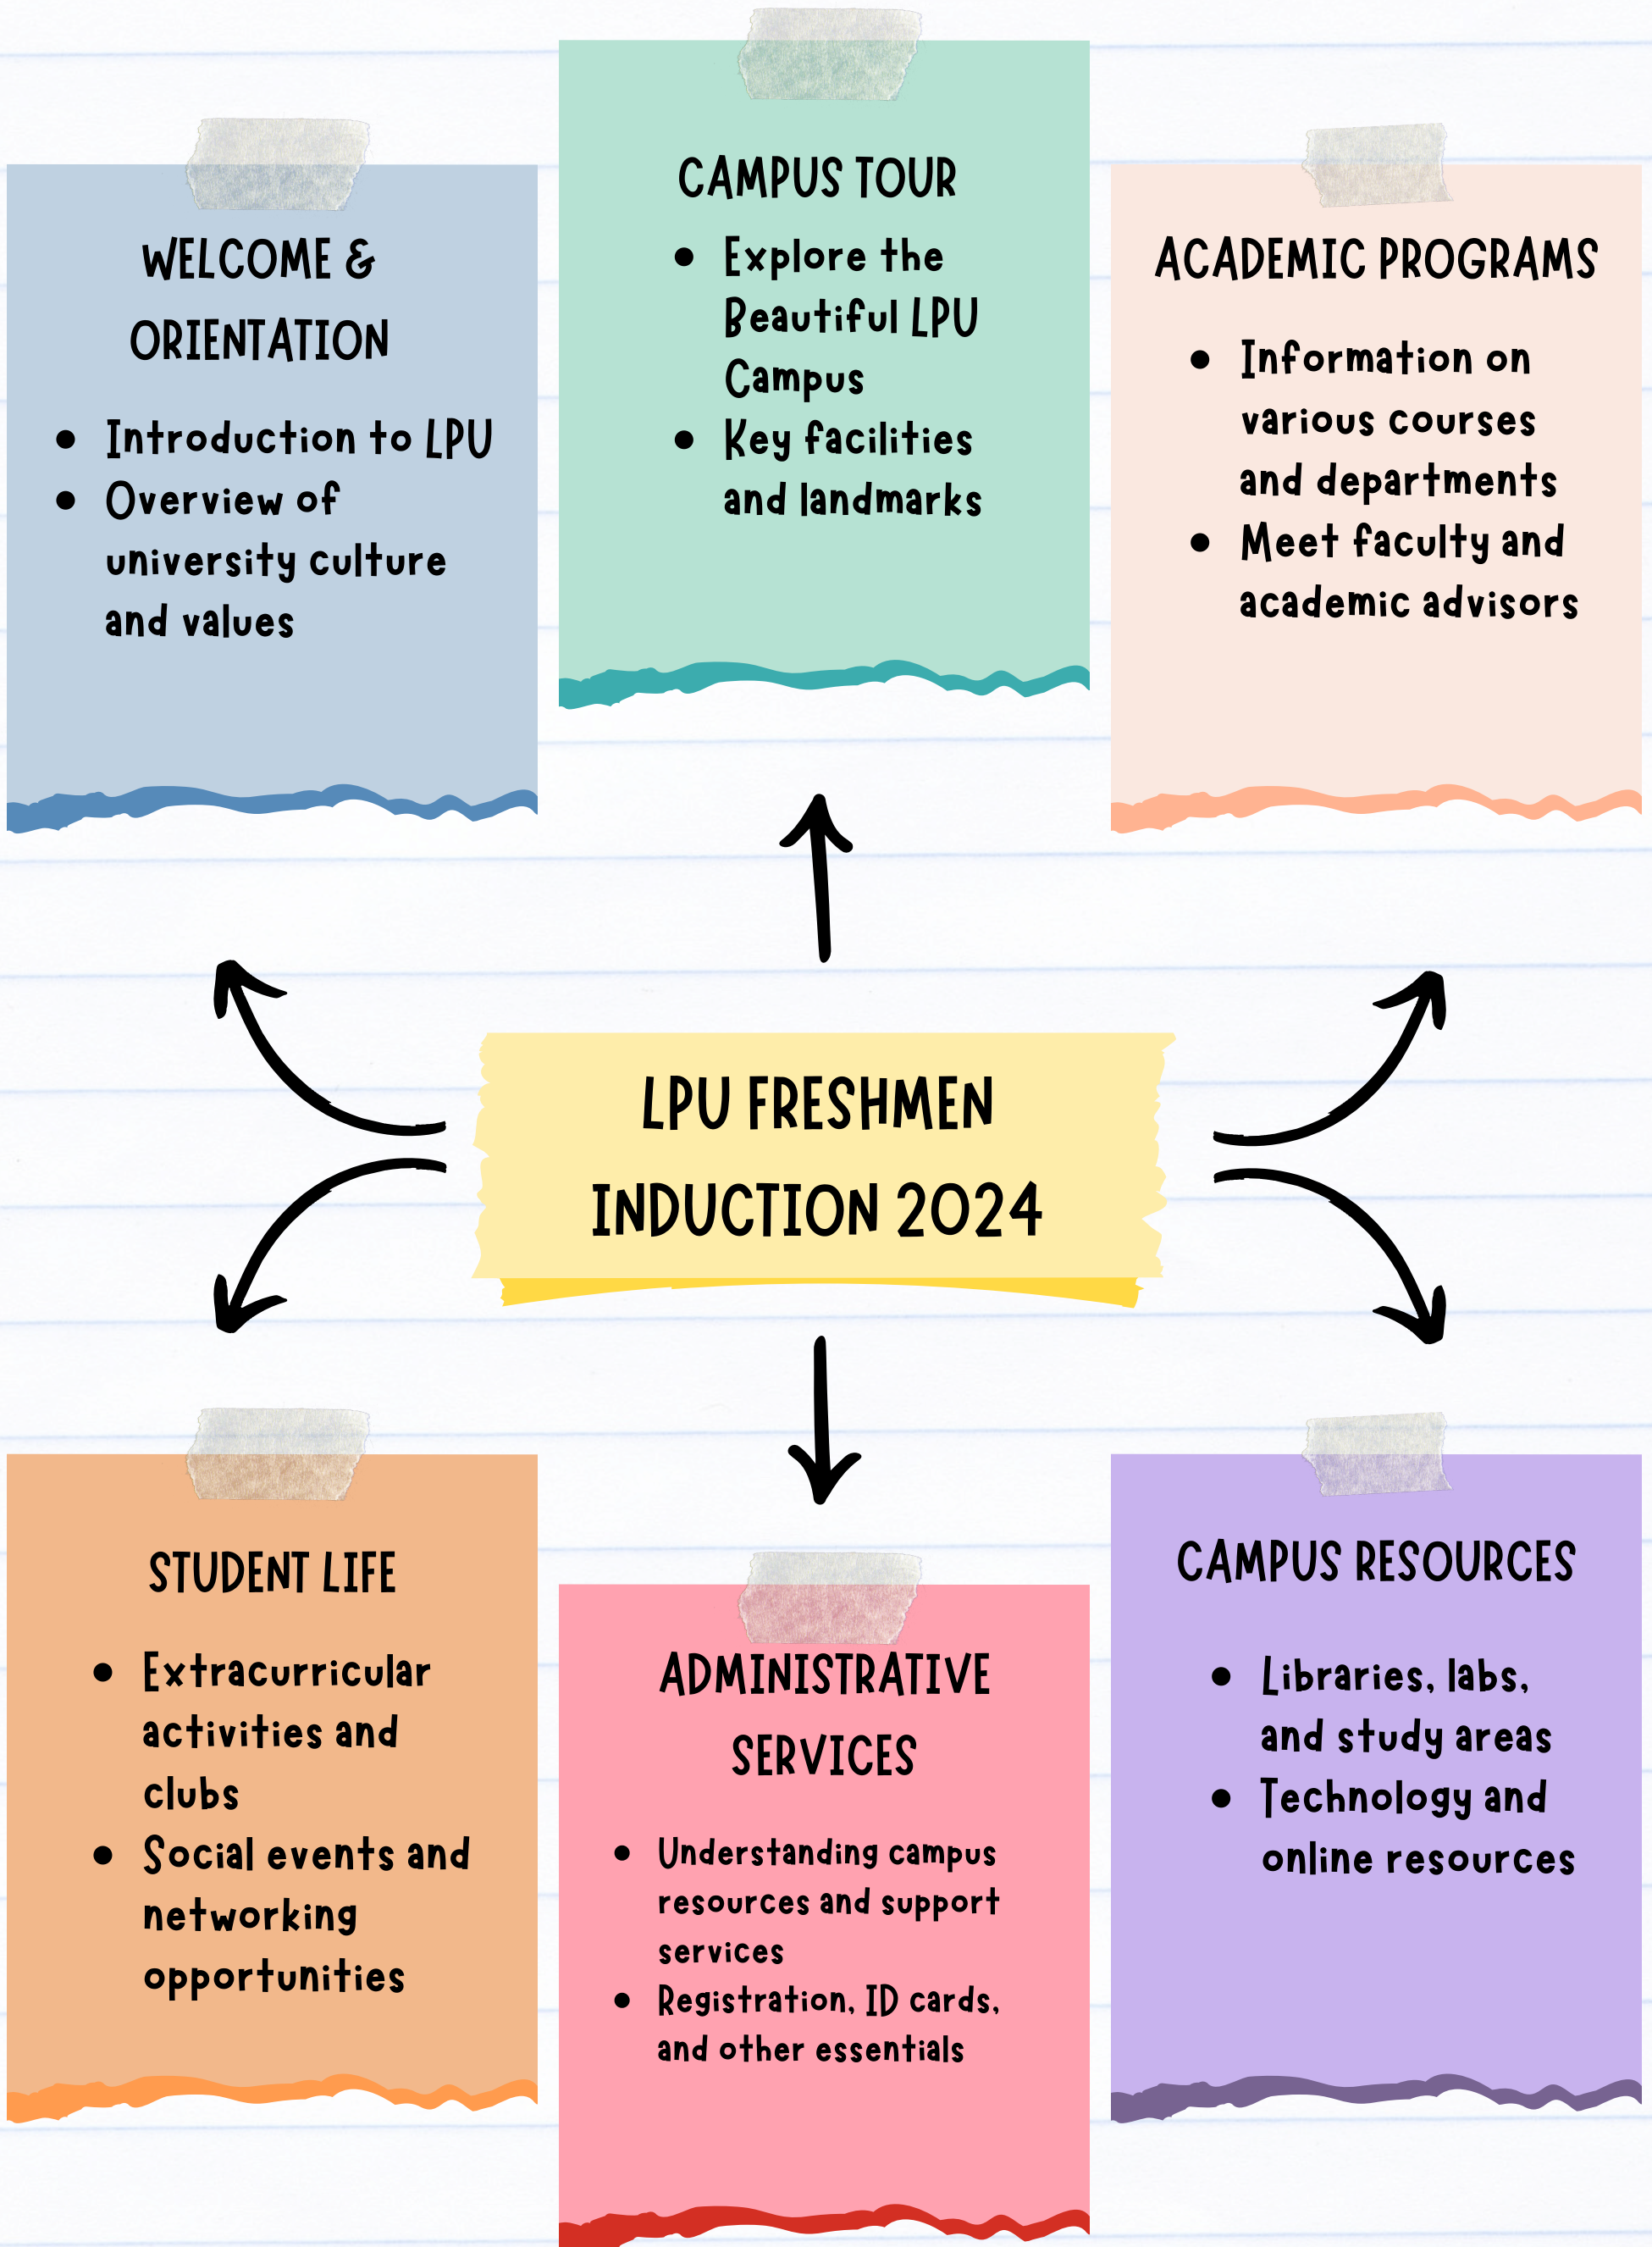 WELCOME &
ORIENTATION
• Introduction to LPU
• Overview of
university culture
and values
CAMPUS TOUR
• Explore the
Beautiful LPU
Campus
• Key facilities
and landmarks
ACADEMIC PROGRAMS
• Information on
various courses
and departments
• Meet faculty and
academic advisors
LPU FRESHMEN
INDUCTION 2024
STUDENT LIFE
• Extracurricular
activities and
clubs
• Social events and
networking
opportunities
ADMINISTRATIVE
SERVICES
• Understanding campus
resources and support
services
• Registration, ID cards,
and other essentials
CAMPUS RESOURCES
• Libraries, labs,
and study areas
• Technology and
online resources